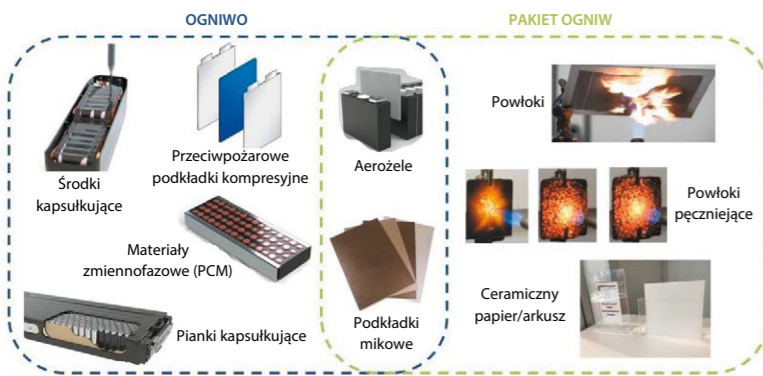 OGNIWO
PAKIET OGNIW
Środki
kapsułkujące
Przeciwpożarowe
podkładki kompresyjne
Materiały
zmiennofazowe (PCM)
Pianki kapsułkujące
Aerożele
Podkładki
mikowe
Powłoki
Powłoki
pęczniejące
Ceramiczny
papier/arkusz